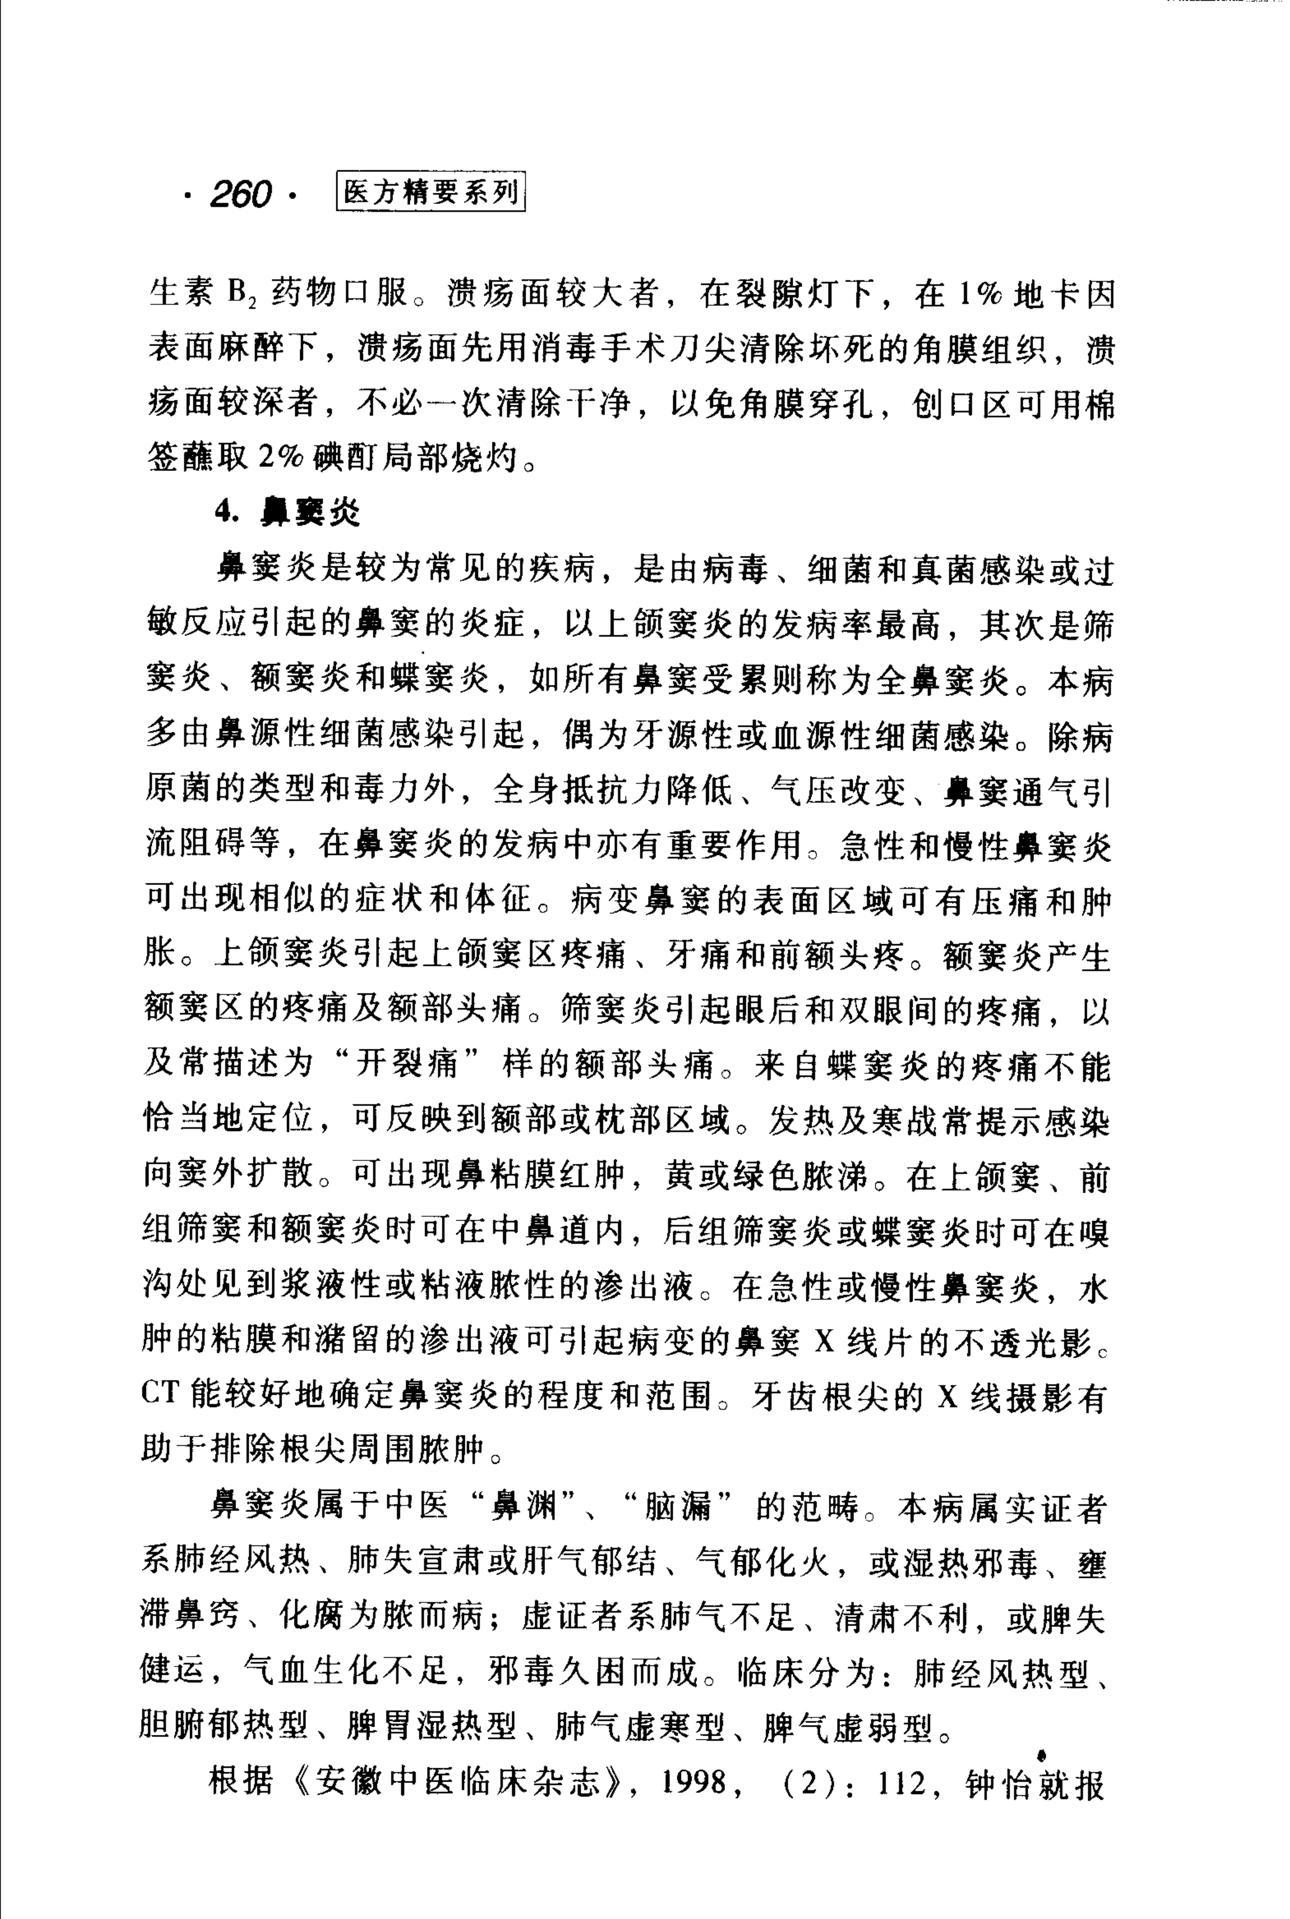 ·260· 医方精要系列
生素 B₂ 药物口服。溃疡面较大者，在裂隙灯下，在 1% 地卡因
表面麻醉下，溃疡面先用消毒手术刀尖清除坏死的角膜组织，溃
疡面较深者，不必一次清除干净，以免角膜穿孔，创口区可用棉
签蘸取 2% 碘酊局部烧灼。
4. 鼻窦炎
鼻窦炎是较为常见的疾病，是由病毒、细菌和真菌感染或过
敏反应引起的鼻窦的炎症，以上颌窦炎的发病率最高，其次是筛
窦炎、额窦炎和蝶窦炎，如所有鼻窦受累则称为全鼻窦炎。本病
多由鼻源性细菌感染引起，偶为牙源性或血源性细菌感染。除病
原菌的类型和毒力外，全身抵抗力降低、气压改变、鼻窦通气引
流阻碍等，在鼻窦炎的发病中亦有重要作用。急性和慢性鼻窦炎
可出现相似的症状和体征。病变鼻窦的表面区域可有压痛和肿
胀。上颌窦炎引起上颌窦区疼痛、牙痛和前额头疼。额窦炎产生
额窦区的疼痛及额部头痛。筛窦炎引起眼后和双眼间的疼痛，以
及常描述为“开裂痛”样的额部头痛。来自蝶窦炎的疼痛不能
恰当地定位，可反映到额部或枕部区域。发热及寒战常提示感染
向窦外扩散。可出现鼻粘膜红肿，黄或绿色脓涕。在上颌窦、前
组筛窦和额窦炎时可在中鼻道内，后组筛窦炎或蝶窦炎时可在嗅
沟处见到浆液性或粘液脓性的渗出液。在急性或慢性鼻窦炎，水
肿的粘膜和潴留的渗出液可引起病变的鼻窦 X 线片的不透光影。
CT 能较好地确定鼻窦炎的程度和范围。牙齿根尖的 X 线摄影有
助于排除根尖周围脓肿。
鼻窦炎属于中医“鼻渊”、“脑漏”的范畴。本病属实证者
系肺经风热、肺失宣肃或肝气郁结、气郁化火，或湿热邪毒、壅
滞鼻窍、化腐为脓而病；虚证者系肺气不足、清肃不利，或脾失
健运，气血生化不足，邪毒久困而成。临床分为：肺经风热型、
胆腑郁热型、脾胃湿热型、肺气虚寒型、脾气虚弱型。
根据《安徽中医临床杂志》，1998，（2）：112，钟怡就报